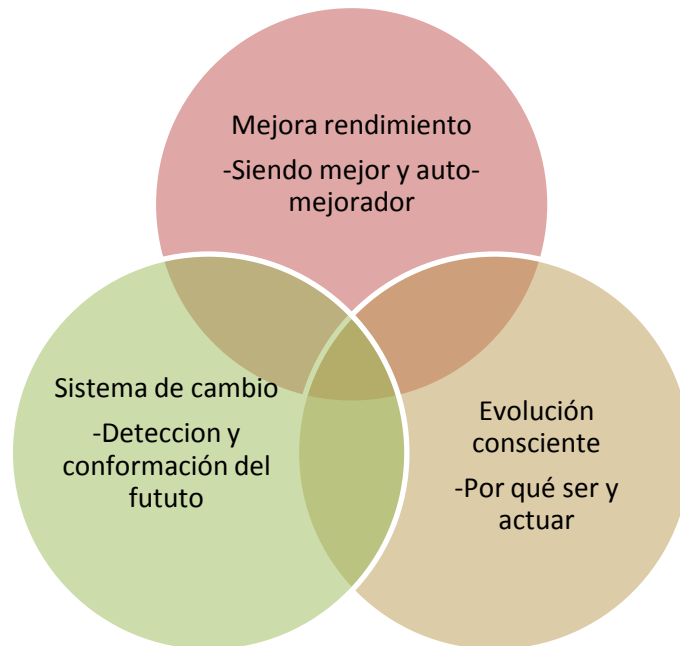 Mejora rendimiento
-Siendo mejor y auto-
mejorador
Sistema de cambio
-Deteccion y
conformación del
fututo
Evolución
consciente
-Por qué ser y
actuar